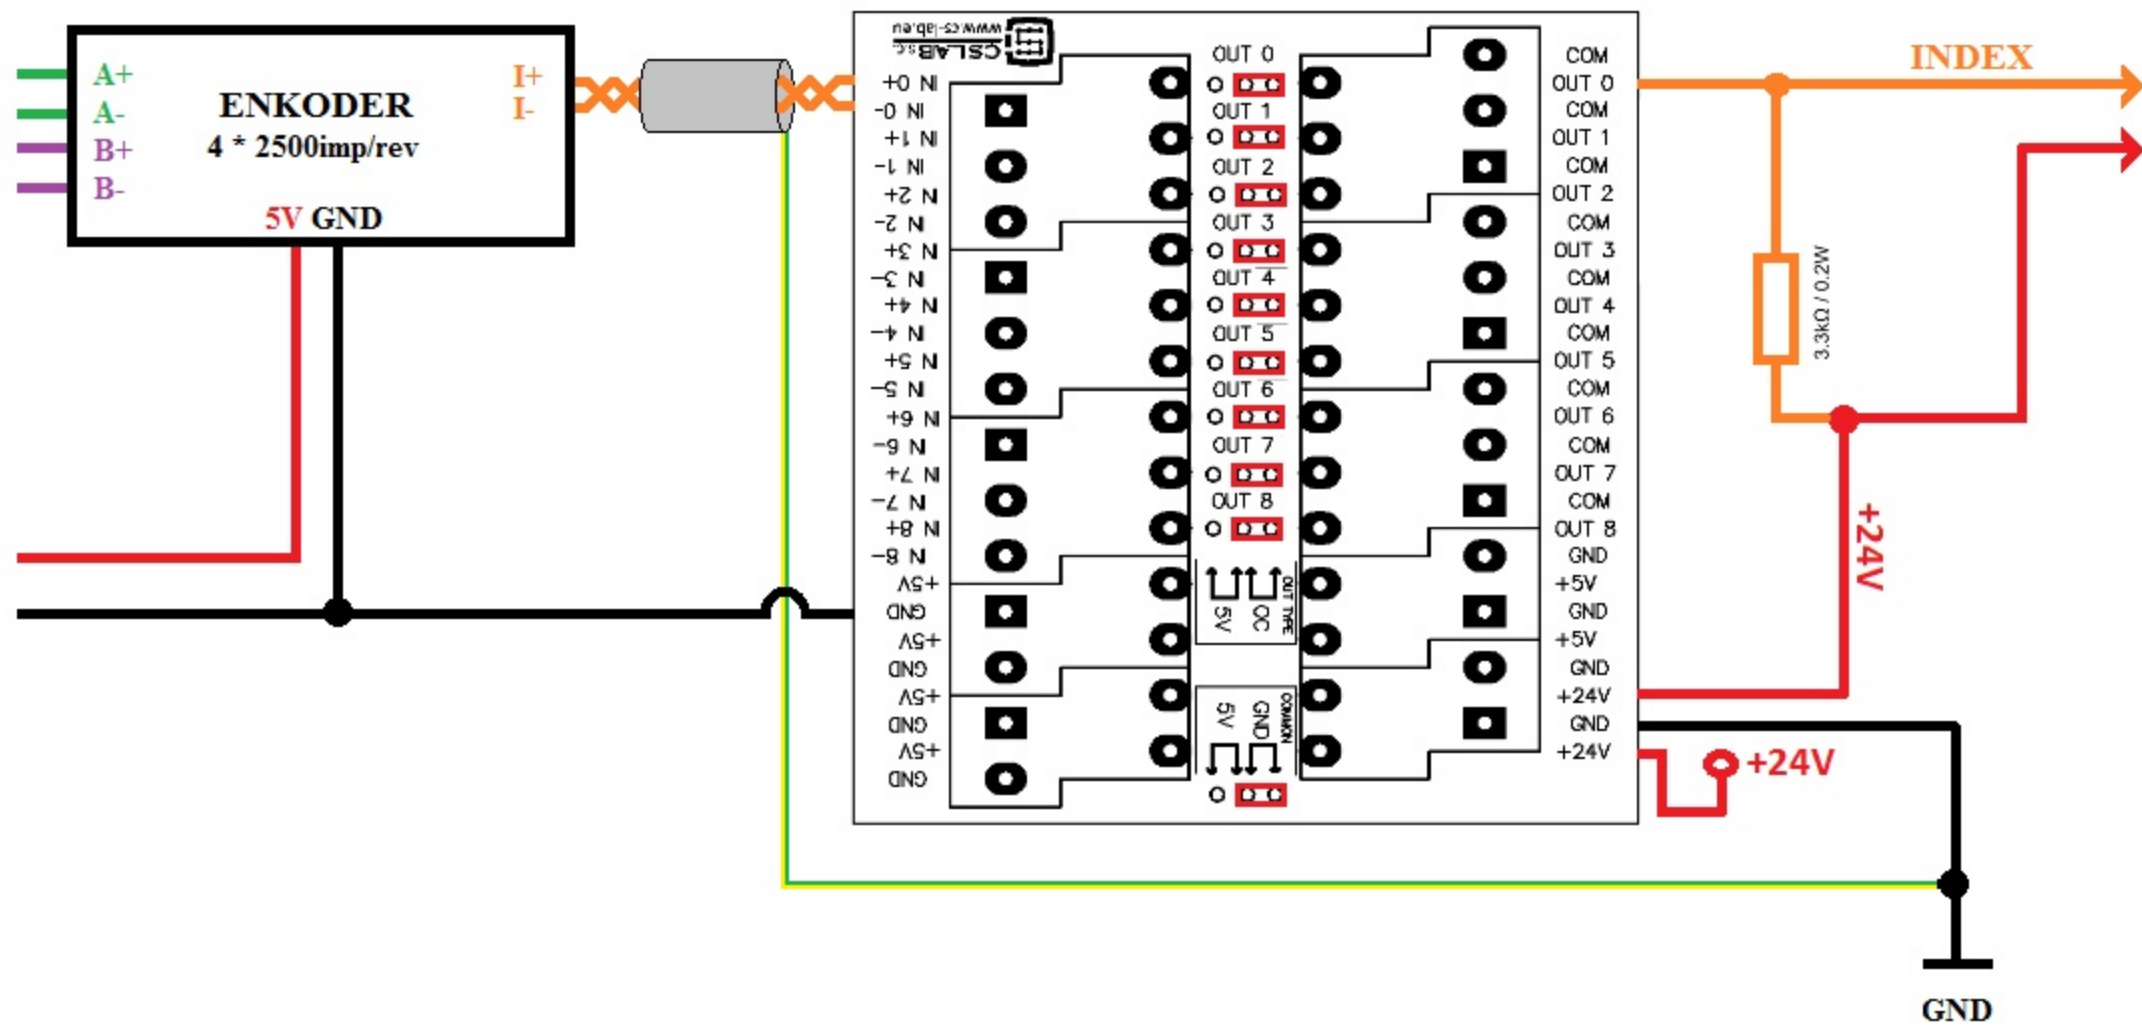 A+
A-
B+
B-
ENKODER
4 * 2500imp/rev
5V GND
I+
I-
www.cs-lab.eu
CSLAB s.c.
IN 0+
IN 0-
IN 1+
IN 1-
IN 2+
IN 2-
IN 3+
IN 3-
IN 4+
IN 4-
IN 5+
IN 5-
IN 6+
IN 6-
IN 7+
IN 7-
IN 8+
IN 8-
+5V
GND
+5V
GND
+5V
GND
+5V
GND
OUT 0
OUT 1
OUT 2
OUT 3
OUT 4
OUT 5
OUT 6
OUT 7
OUT 8
5V
OC
OUT TYPE
5V
GND
COMMON
COM
OUT 0
COM
OUT 1
COM
OUT 2
COM
OUT 3
COM
OUT 4
COM
OUT 5
COM
OUT 6
COM
OUT 7
COM
OUT 8
GND
+5V
GND
+5V
GND
+24V
GND
+24V
INDEX
3.3kΩ / 0.2W
+24V
+24V
GND